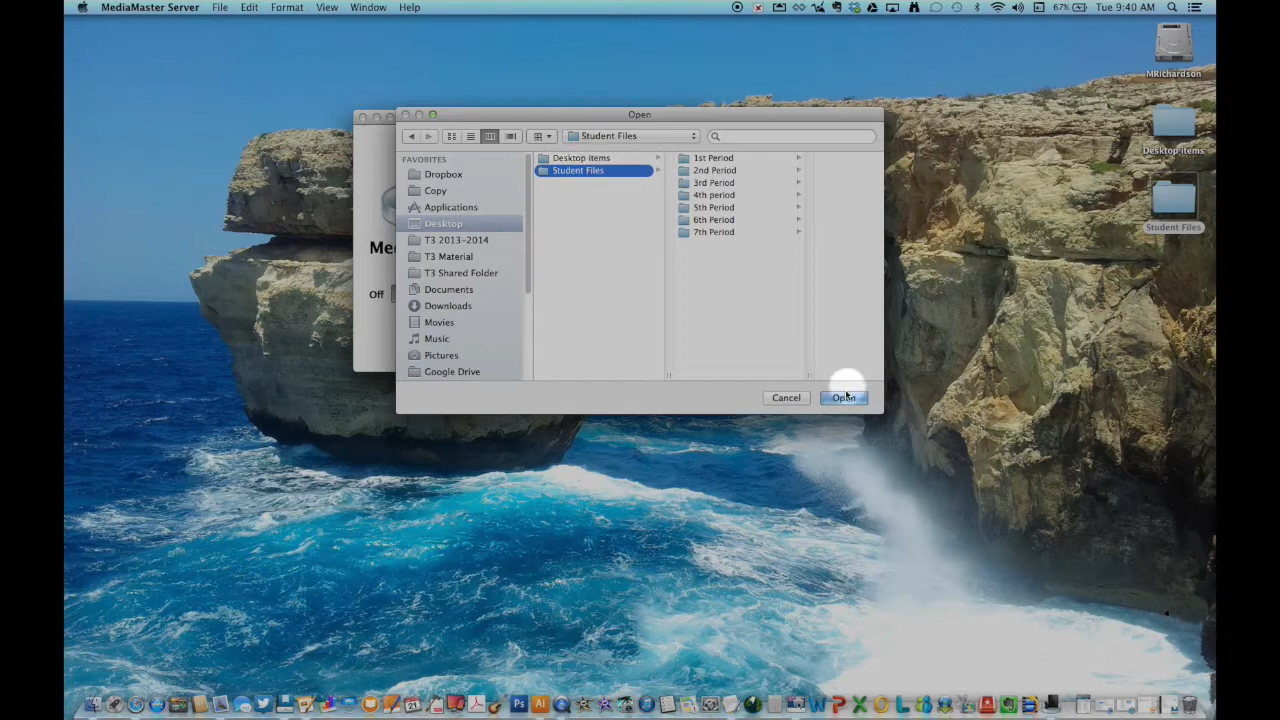 MediaMaster Server File Edit Format View Window Help 67% Tue 9:40 AM
MRichardson
Desktop items
Student Files
Open
Student Files
FAVORITES
Dropbox
Copy
Applications
Desktop
T3 2013-2014
T3 Material
T3 Shared Folder
Documents
Downloads
Movies
Music
Pictures
Google Drive
Desktop items
Student Files
1st Period
2nd Period
3rd Period
4th period
5th Period
6th Period
7th Period
Med
Off
Cancel Open